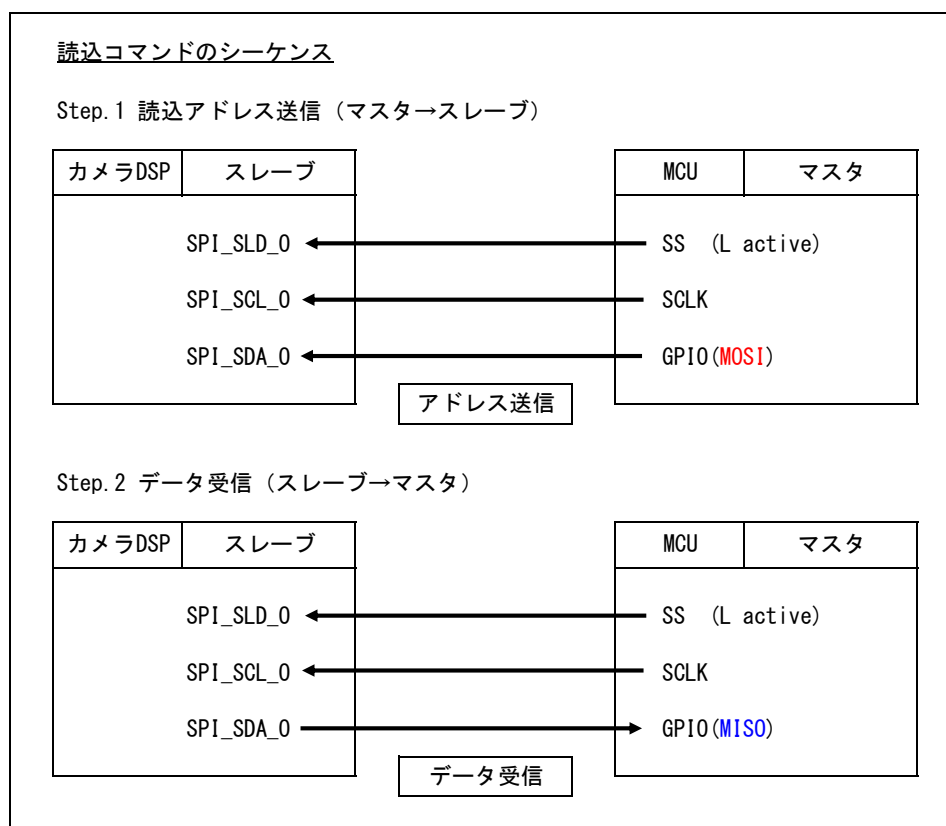 読込コマンドのシーケンス
Step.1 読込アドレス送信（マスタ→スレーブ）
カメラDSP スレーブ MCU マスタ
SPI_SLD_0 SS (L active)
SPI_SCL_0 SCLK
SPI_SDA_0 GPIO(MOSI)
アドレス送信
Step.2 データ受信（スレーブ→マスタ）
カメラDSP スレーブ MCU マスタ
SPI_SLD_0 SS (L active)
SPI_SCL_0 SCLK
SPI_SDA_0 GPIO(MISO)
データ受信